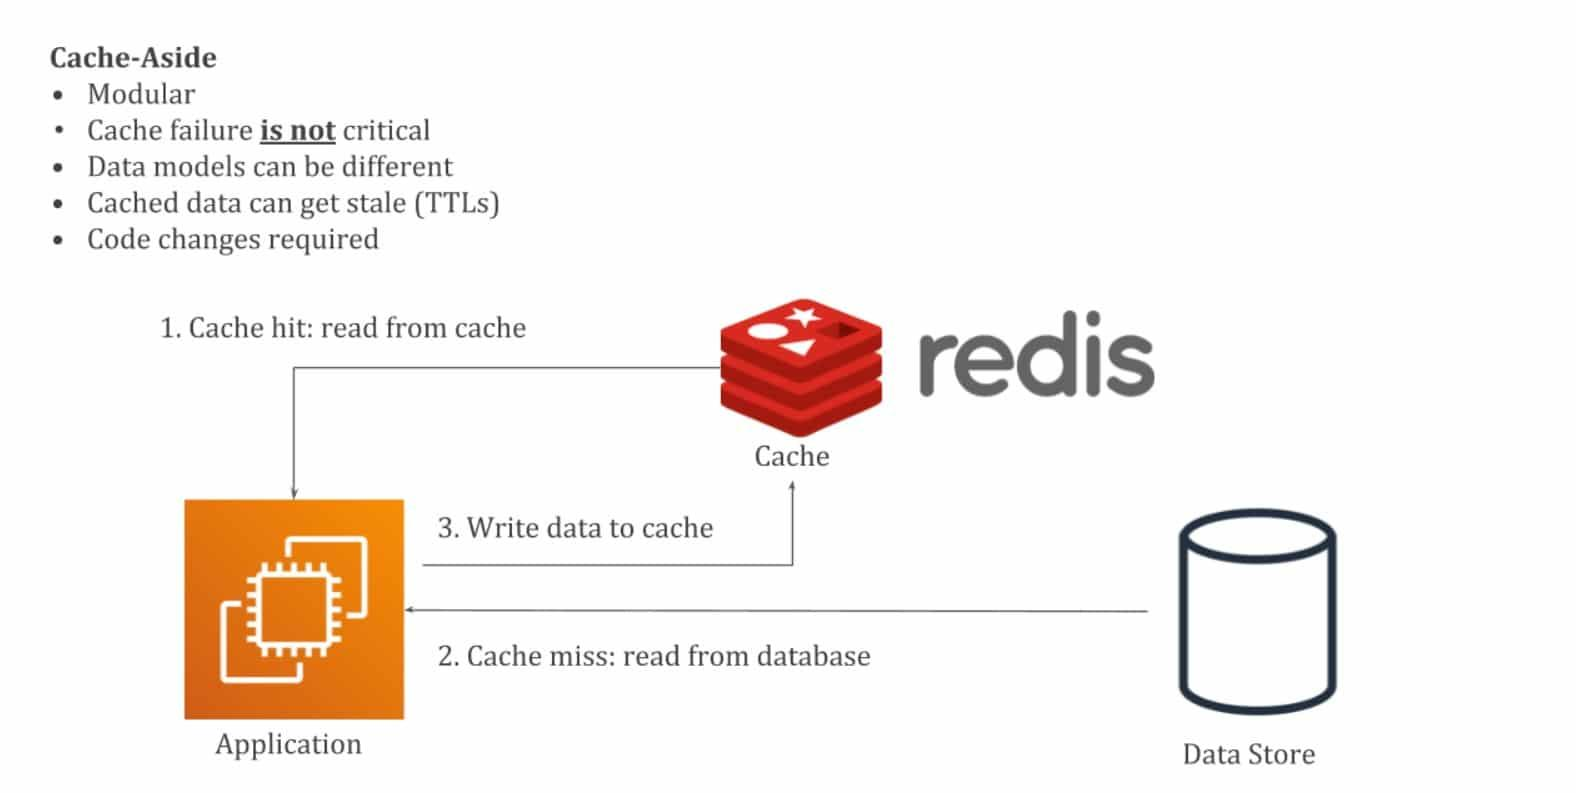 Cache-Aside
• Modular
• Cache failure is not critical
• Data models can be different
• Cached data can get stale (TTLs)
• Code changes required
1. Cache hit: read from cache
redis
Cache
3. Write data to cache
2. Cache miss: read from database
Application
Data Store